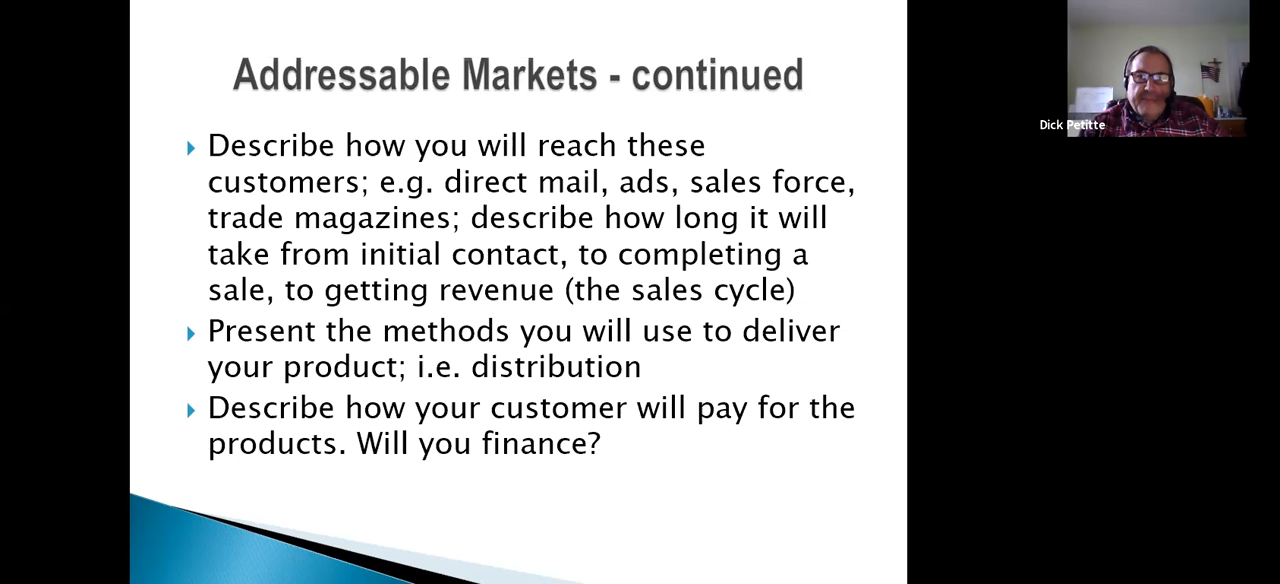 Addressable Markets - continued
Describe how you will reach these
customers; e.g. direct mail, ads, sales force,
trade magazines; describe how long it will
take from initial contact, to completing a
sale, to getting revenue (the sales cycle)
Present the methods you will use to deliver
your product; i.e. distribution
Describe how your customer will pay for the
products. Will you finance?
Dick Petitte